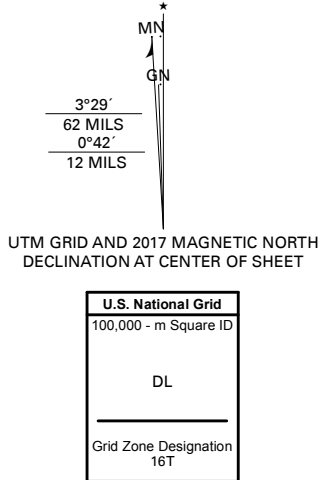 ★
MN
GN
3°29´
62 MILS
0°42´
12 MILS
UTM GRID AND 2017 MAGNETIC NORTH
DECLINATION AT CENTER OF SHEET
U.S. National Grid
100,000 - m Square ID
DL
Grid Zone Designation
16T